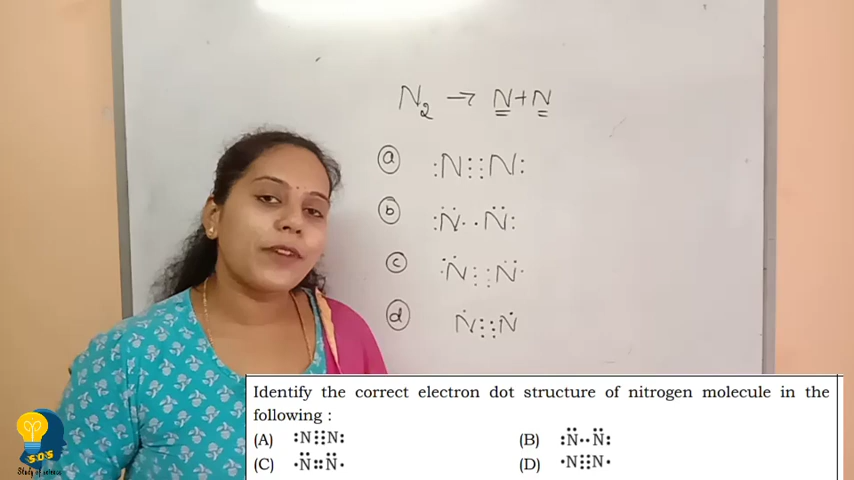 N₂ → N + N
ⓐ :N⋮⋮N:
ⓑ :N̈··N̈:
ⓒ ·N̈::N̈·
ⓓ Ṅ⋮⋮Ṅ
Identify the correct electron dot structure of nitrogen molecule in the
following :
(A) :N⋮⋮N: (B) :N̈··N̈:
(C) ·N̈::N̈· (D) ·N⋮⋮N·
S.O.S
Study of science